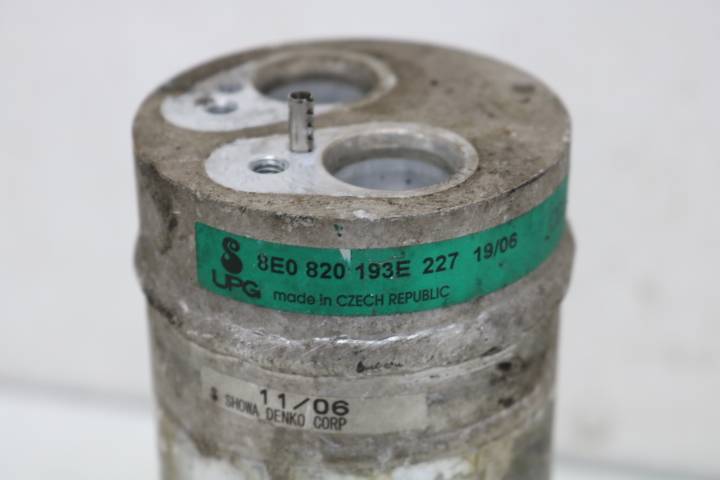 8E0 820 193E 227 19/06
UPG made in CZECH REPUBLIC
11/06
SHOWA DENKO CORP